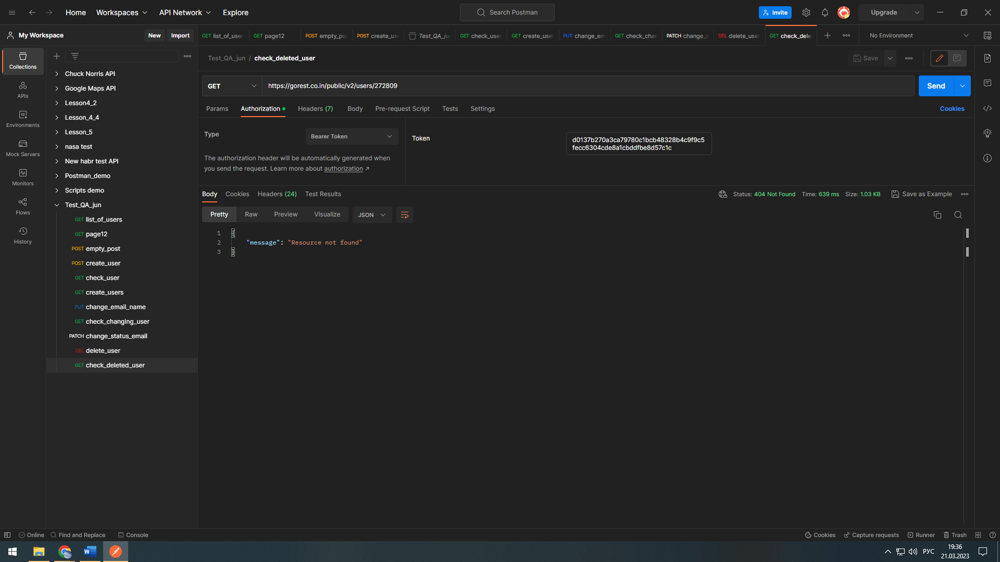 Home
Workspaces
API Network
Explore
Search Postman
Invite
Upgrade
My Workspace
New
Import
GET list_of_user
GET page12
POST empty_po
POST create_us
Test_QA_ju
GET check_user
GET create_use
PUT change_em
GET check_cha
PATCH change_s
DEL delete_user
GET check_dele
No Environment
Collections
APIs
Environments
Mock Servers
Monitors
Flows
History
Chuck Norris API
Google Maps API
Lesson4_2
Lesson_4_4
Lesson_5
nasa test
New habr test API
Postman_demo
Scripts demo
Test_QA_jun
GET list_of_users
GET page12
POST empty_post
POST create_user
GET check_user
GET create_users
PUT change_email_name
GET check_changing_user
PATCH change_status_email
DEL delete_user
GET check_deleted_user
Test_QA_jun / check_deleted_user
Save
GET
https://gorest.co.in/public/v2/users/272809
Send
Params
Authorization
Headers (7)
Body
Pre-request Script
Tests
Settings
Cookies
Type
Bearer Token
The authorization header will be automatically generated when
you send the request. Learn more about authorization ↗
Token
d0137b270a3ca79780c1bcb48328b4c9f9c5
fecc6304cde8a1cbddfbe8d57c1c
Body
Cookies
Headers (24)
Test Results
Status: 404 Not Found
Time: 639 ms
Size: 1.03 KB
Save as Example
Pretty
Raw
Preview
Visualize
JSON
1 {
2 "message": "Resource not found"
3 }
Online
Find and Replace
Console
Cookies
Capture requests
Runner
Trash
РУС
19:36
21.03.2023